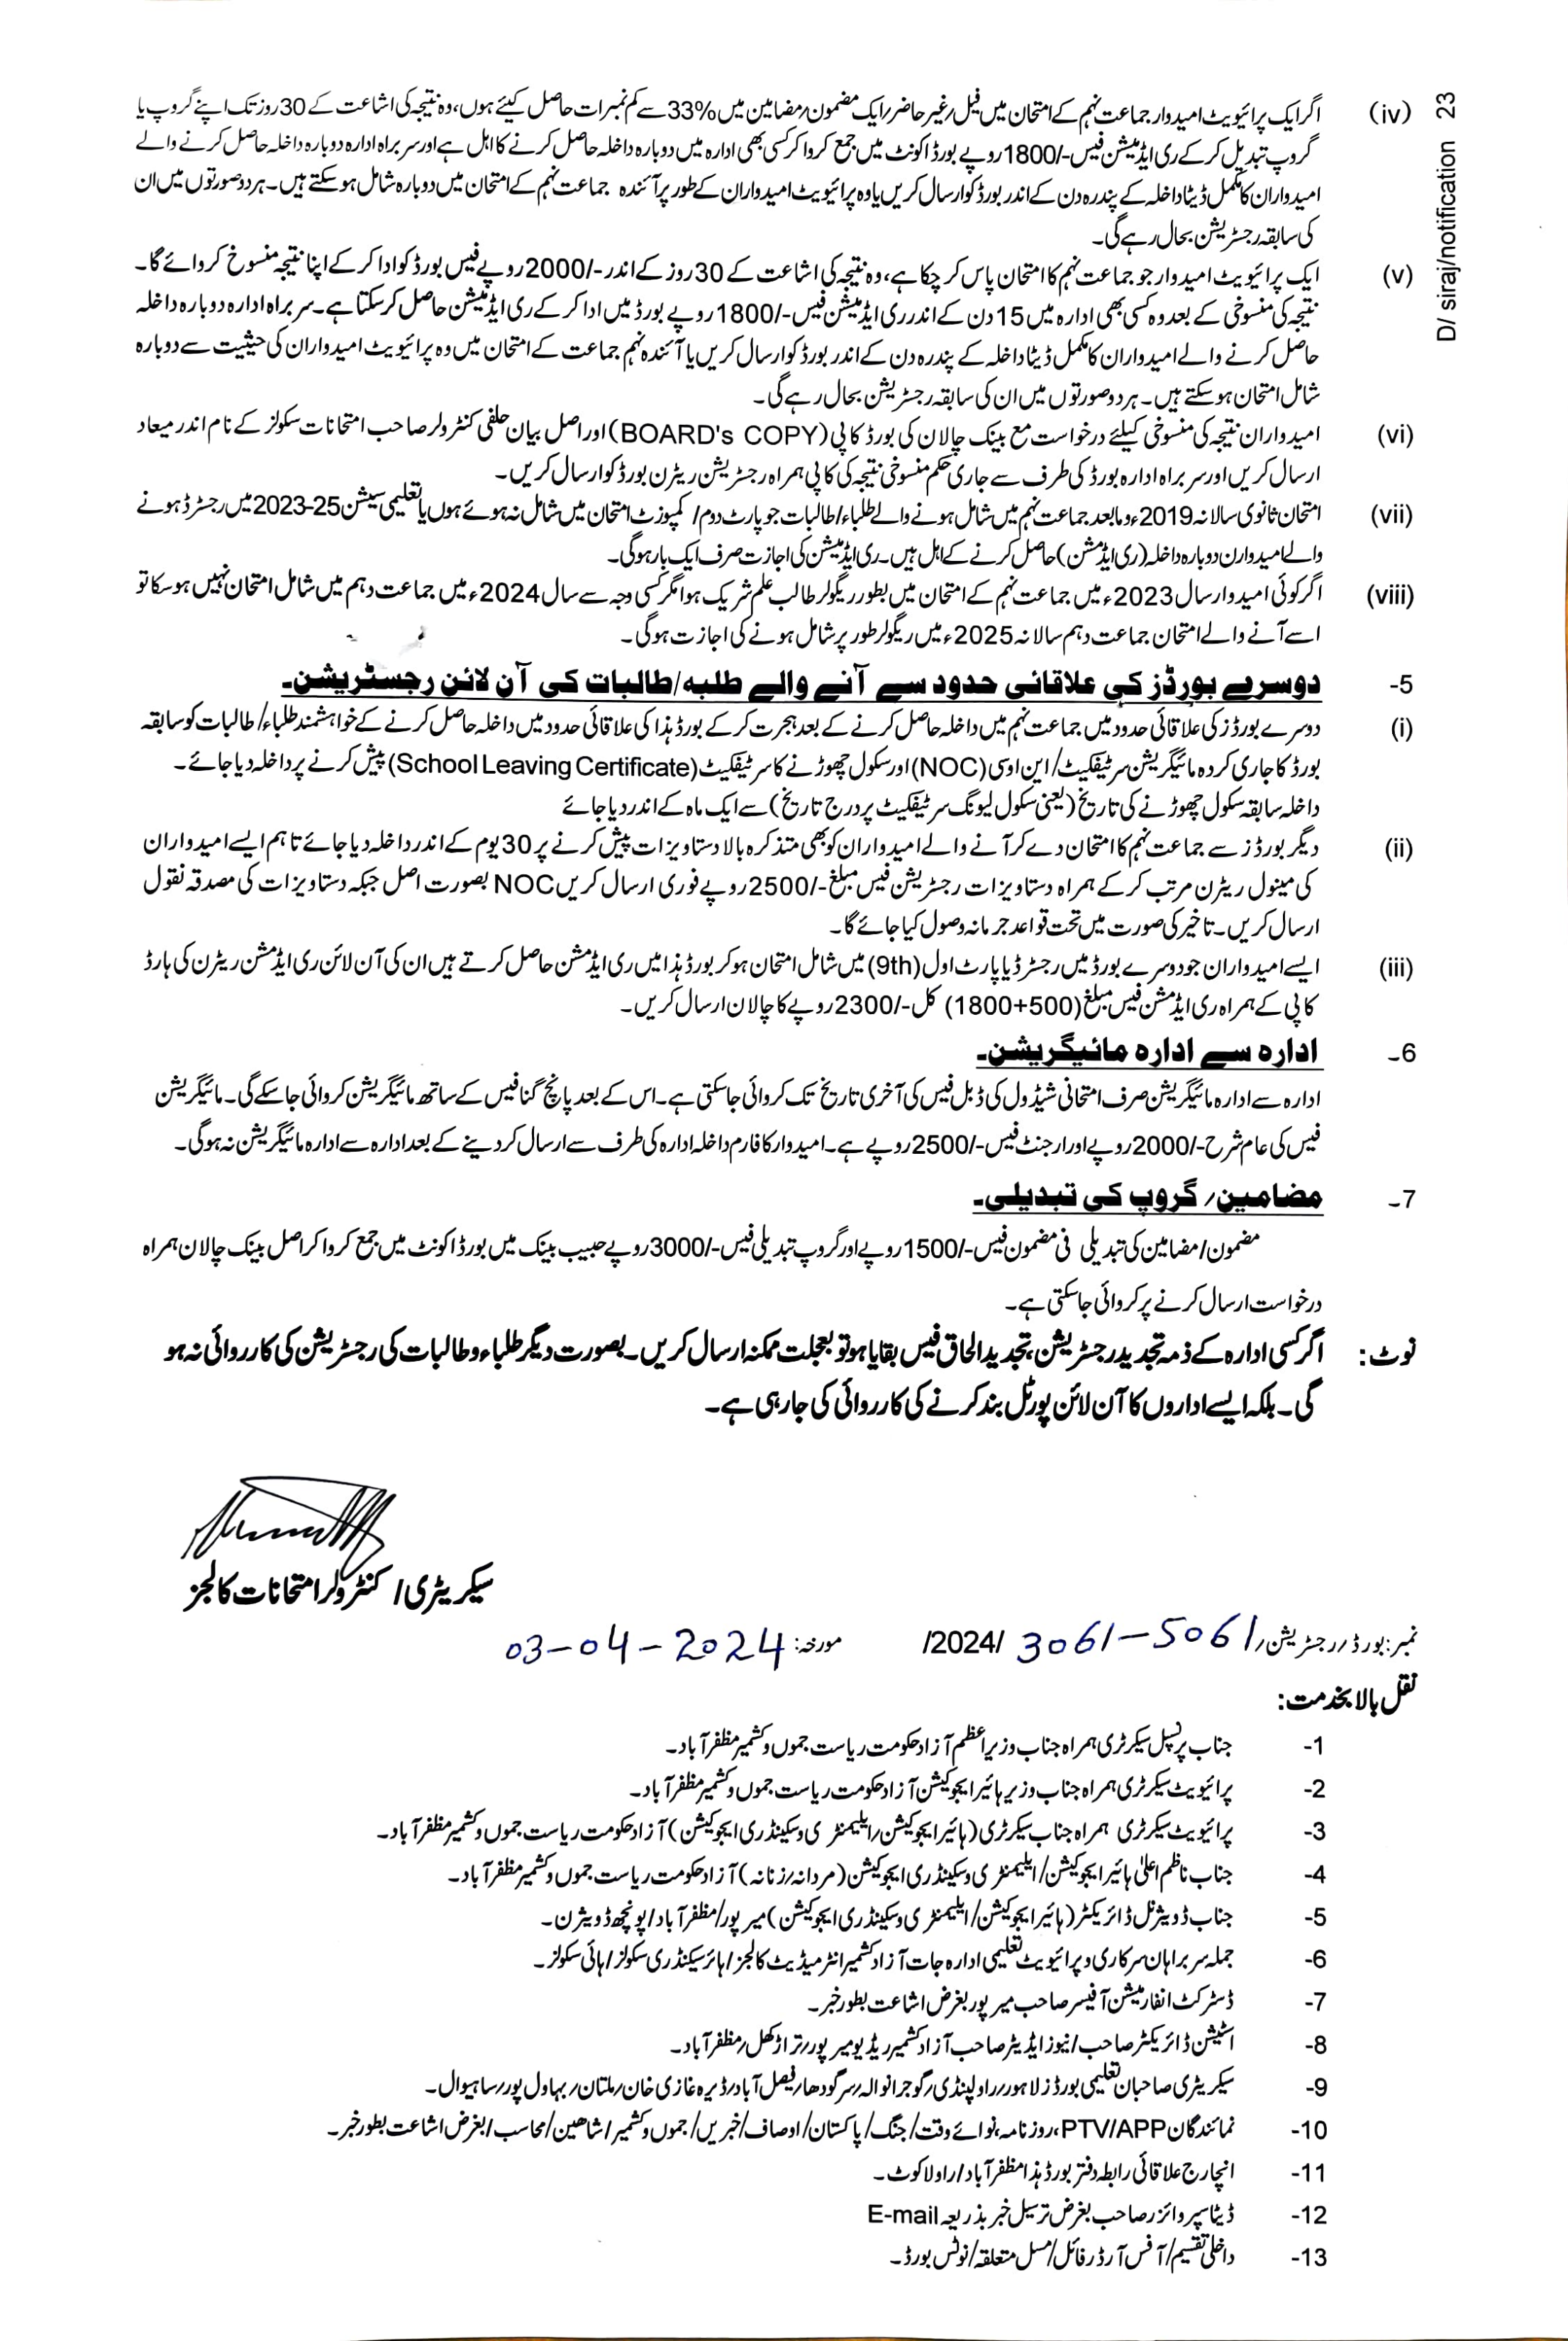 D/ siraj/notification 23
(iv) اگر ایک پرائیویٹ امیدوار جماعت نہم کے امتحان میں فیل/غیر حاضر/ایک مضمون/مضامین میں %33 سے کم نمبرات حاصل کیئے ہوں، وہ نتیجہ کی اشاعت کے 30 روز تک اپنے گروپ یا
گروپ تبدیل کر کے ری ایڈمیشن فیس -/1800 روپے بورڈ اکونٹ میں جمع کروا کر کسی بھی ادارہ میں دوبارہ داخلہ حاصل کرنے کا اہل ہے اور سربراہ ادارہ دوبارہ داخلہ حاصل کرنے والے
امیدواران کا مکمل ڈیٹا داخلہ کے پندرہ دن کے اندر بورڈ کو ارسال کریں یا وہ پرائیویٹ امیدواران کے طور پر آئندہ جماعت نہم کے امتحان میں دوبارہ شامل ہو سکتے ہیں۔ ہر دو صورتوں میں ان
کی سابقہ رجسٹریشن بحال رہے گی۔
(v) ایک پرائیویٹ امیدوار جو جماعت نہم کا امتحان پاس کر چکا ہے، وہ نتیجہ کی اشاعت کے 30 روز کے اندر -/2000 روپے فیس بورڈ کو ادا کر کے اپنا نتیجہ منسوخ کروائے گا۔
نتیجہ کی منسوخی کے بعد وہ کسی بھی ادارہ میں 15 دن کے اندر ری ایڈمیشن فیس -/1800 روپے بورڈ میں ادا کر کے ری ایڈمیشن حاصل کر سکتا ہے۔ سربراہ ادارہ دوبارہ داخلہ
حاصل کرنے والے امیدواران کا مکمل ڈیٹا داخلہ کے پندرہ دن کے اندر بورڈ کو ارسال کریں یا آئندہ نہم جماعت کے امتحان میں وہ پرائیویٹ امیدواران کی حیثیت سے دوبارہ
شامل امتحان ہو سکتے ہیں۔ ہر دو صورتوں میں ان کی سابقہ رجسٹریشن بحال رہے گی۔
(vi) امیدواران نتیجہ کی منسوخی کیلئے درخواست مع بینک چالان کی بورڈ کاپی (BOARD's COPY) اور اصل بیان حلفی کنٹرولر صاحب امتحانات سکولز کے نام اندر میعاد
ارسال کریں اور سربراہ ادارہ بورڈ کی طرف سے جاری حکم منسوخی نتیجہ کی کاپی ہمراہ رجسٹریشن ریٹرن بورڈ کو ارسال کریں۔
(vii) امتحان ثانوی سالانہ 2019ء و مابعد جماعت نہم میں شامل ہونے والے طلباء/طالبات جو پارٹ دوم/ کمپوزٹ امتحان میں شامل نہ ہوئے ہوں یا تعلیمی سیشن 25-2023 میں رجسٹرڈ ہونے
والے امیدوارن دوبارہ داخلہ (ری ایڈمشن) حاصل کرنے کے اہل ہیں۔ ری ایڈمیشن کی اجازت صرف ایک بار ہوگی۔
(viii) اگر کوئی امیدوار سال 2023ء میں جماعت نہم کے امتحان میں بطور ریگولر طالب علم شریک ہوا مگر کسی وجہ سے سال 2024ء میں جماعت دہم میں شامل امتحان نہیں ہو سکا تو
اسے آنے والے امتحان جماعت دہم سالانہ 2025ء میں ریگولر طور پر شامل ہونے کی اجازت ہوگی۔
5- دوسرے بورڈز کی علاقائی حدود سے آنے والے طلبہ/طالبات کی آن لائن رجسٹریشن۔
(i) دوسرے بورڈز کی علاقائی حدود میں جماعت نہم میں داخلہ حاصل کرنے کے بعد ہجرت کر کے بورڈ ہذا کی علاقائی حدود میں داخلہ حاصل کرنے کے خواہشمند طلباء/طالبات کو سابقہ
بورڈ کا جاری کردہ مائیگریشن سرٹیفکیٹ/این او سی (NOC) اور سکول چھوڑنے کا سرٹیفکیٹ (School Leaving Certificate) پیش کرنے پر داخلہ دیا جائے۔
داخلہ سابقہ سکول چھوڑنے کی تاریخ (یعنی سکول لیونگ سرٹیفکیٹ پر درج تاریخ) سے ایک ماہ کے اندر دیا جائے
(ii) دیگر بورڈز سے جماعت نہم کا امتحان دے کر آنے والے امیدواران کو بھی متذکرہ بالا دستاویزات پیش کرنے پر 30 یوم کے اندر داخلہ دیا جائے تاہم ایسے امیدواران
کی مینول ریٹرن مرتب کر کے ہمراہ دستاویزات رجسٹریشن فیس مبلغ -/2500 روپے فوری ارسال کریں NOC بصورت اصل جبکہ دستاویزات کی مصدقہ نقول
ارسال کریں۔ تاخیر کی صورت میں تحت قواعد جرمانہ وصول کیا جائے گا۔
(iii) ایسے امیدواران جو دوسرے بورڈ میں رجسٹرڈ یا پارٹ اول (9th) میں شامل امتحان ہو کر بورڈ ہذا میں ری ایڈمشن حاصل کرتے ہیں ان کی آن لائن ری ایڈمشن ریٹرن کی ہارڈ
کاپی کے ہمراہ ری ایڈمشن فیس مبلغ (1800+500) کل -/2300 روپے کا چالان ارسال کریں۔
6۔ ادارہ سے ادارہ مائیگریشن۔
ادارہ سے ادارہ مائیگریشن صرف امتحانی شیڈول کی ڈبل فیس کی آخری تاریخ تک کروائی جا سکتی ہے۔ اس کے بعد پانچ گنا فیس کے ساتھ مائیگریشن کروائی جا سکے گی۔ مائیگریشن
فیس کی عام شرح -/2000 روپے اور ارجنٹ فیس -/2500 روپے ہے۔ امیدوار کا فارم داخلہ ادارہ کی طرف سے ارسال کر دینے کے بعد ادارہ سے ادارہ مائیگریشن نہ ہوگی۔
7۔ مضامین/ گروپ کی تبدیلی۔
مضمون/مضامین کی تبدیلی فی مضمون فیس -/1500 روپے اور گروپ تبدیلی فیس -/3000 روپے حبیب بینک میں بورڈ اکونٹ میں جمع کروا کر اصل بینک چالان ہمراہ
درخواست ارسال کرنے پر کروائی جا سکتی ہے۔
نوٹ: اگر کسی ادارہ کے ذمہ تجدید رجسٹریشن، تجدید الحاق فیس بقایا ہو تو بعجلت ممکنہ ارسال کریں۔ بصورت دیگر طلباء و طالبات کی رجسٹریشن کی کارروائی نہ ہو
گی۔ بلکہ ایسے اداروں کا آن لائن پورٹل بند کرنے کی کارروائی کی جا رہی ہے۔
سیکریٹری/ کنٹرولر امتحانات کالجز
نمبر: بورڈ/رجسٹریشن/ 3061-5061 /2024/ مورخہ: 03-04-2024
نقل بالا بخدمت:
1- جناب پرنسپل سیکرٹری ہمراہ جناب وزیر اعظم آزاد حکومت ریاست جموں و کشمیر مظفر آباد۔
2- پرائیویٹ سیکرٹری ہمراہ جناب وزیر ہائیر ایجوکیشن آزاد حکومت ریاست جموں و کشمیر مظفر آباد۔
3- پرائیویٹ سیکرٹری ہمراہ جناب سیکرٹری (ہائیر ایجوکیشن/ایلیمنٹری و سکینڈری ایجوکیشن) آزاد حکومت ریاست جموں و کشمیر مظفر آباد۔
4- جناب ناظم اعلیٰ ہائیر ایجوکیشن/ایلیمنٹری و سکینڈری ایجوکیشن (مردانہ/زنانہ) آزاد حکومت ریاست جموں و کشمیر مظفر آباد۔
5- جناب ڈویژنل ڈائریکٹر (ہائیر ایجوکیشن/ایلیمنٹری و سکینڈری ایجوکیشن) میرپور/مظفر آباد/پونچھ ڈویژن۔
6- جملہ سربراہان سرکاری و پرائیویٹ تعلیمی ادارہ جات آزاد کشمیر انٹرمیڈیٹ کالجز/ہائر سیکنڈری سکولز/ہائی سکولز۔
7- ڈسٹرکٹ انفارمیشن آفیسر صاحب میرپور بغرض اشاعت بطور خبر۔
8- اسٹیشن ڈائریکٹر صاحب/نیوز ایڈیٹر صاحب آزاد کشمیر ریڈیو میرپور/تراڑکھل/مظفر آباد۔
9- سیکریٹری صاحبان تعلیمی بورڈز لاہور/راولپنڈی/گوجرانوالہ/سرگودھا/فیصل آباد/ڈیرہ غازی خان/ملتان/بہاول پور/ساہیوال۔
10- نمائندگان PTV/APP، روزنامہ نوائے وقت/جنگ/پاکستان/اوصاف/خبریں/جموں و کشمیر/شاھین/محاسب/بغرض اشاعت بطور خبر۔
11- انچارج علاقائی رابطہ دفتر بورڈ ہذا مظفر آباد/راولاکوٹ۔
12- ڈیٹا سپروائزر صاحب بغرض ترسیل خبر بذریعہ E-mail
13- داخلی تقسیم/آفس آرڈر فائل/مسل متعلقہ/نوٹس بورڈ۔